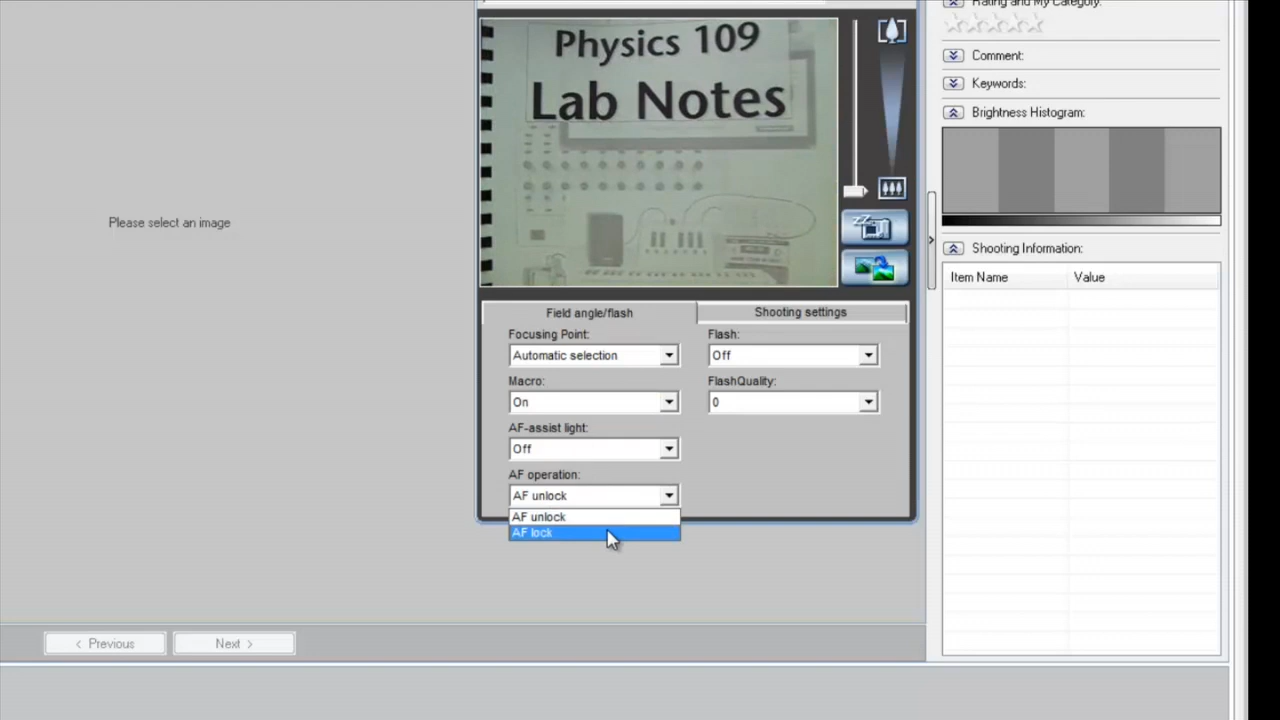 Rating and My Category:
Physics 109
Lab Notes
Comment:
Keywords:
Brightness Histogram:
Please select an image
Shooting Information:
Item Name Value
Field angle/flash Shooting settings
Focusing Point: Flash:
Automatic selection Off
Macro: FlashQuality:
On 0
AF-assist light:
Off
AF operation:
AF unlock
AF unlock
AF lock
< Previous Next >